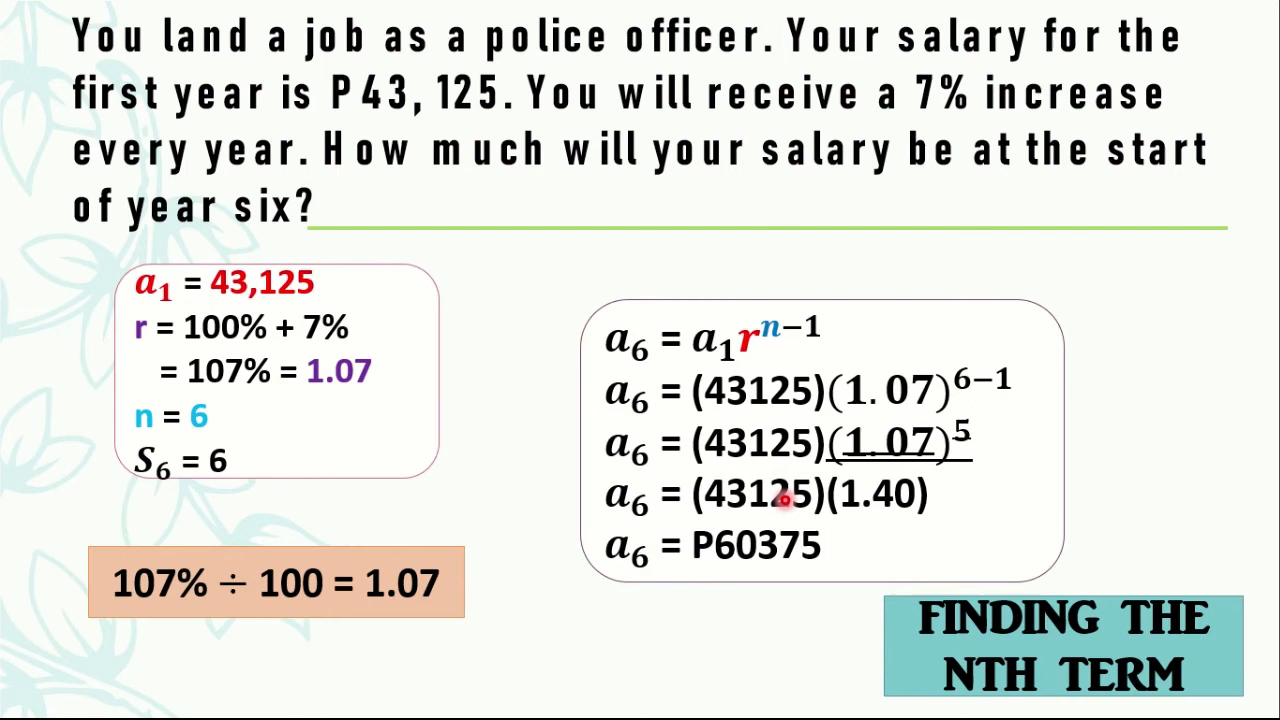 You land a job as a police officer. Your salary for the
first year is P43,125. You will receive a 7% increase
every year. How much will your salary be at the start
of year six?
a₁ = 43,125
r = 100% + 7%
= 107% = 1.07
n = 6
S₆ = 6
107% ÷ 100 = 1.07
a₆ = a₁rⁿ⁻¹
a₆ = (43125)(1.07)⁶⁻¹
a₆ = (43125)(1.07)⁵
a₆ = (43125)(1.40)
a₆ = P60375
FINDING THE
NTH TERM